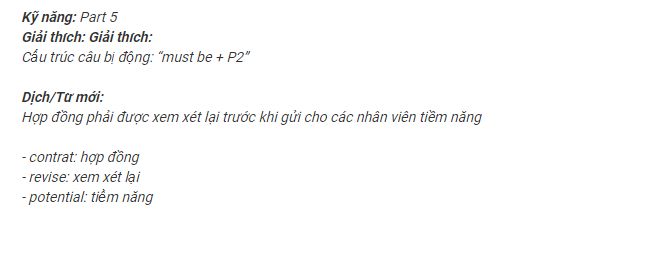 Kỹ năng: Part 5
Giải thích: Giải thích:
Cấu trúc câu bị động: “must be + P2”
Dịch/Từ mới:
Hợp đồng phải được xem xét lại trước khi gửi cho các nhân viên tiềm năng
- contrat: hợp đồng
- revise: xem xét lại
- potential: tiềm năng